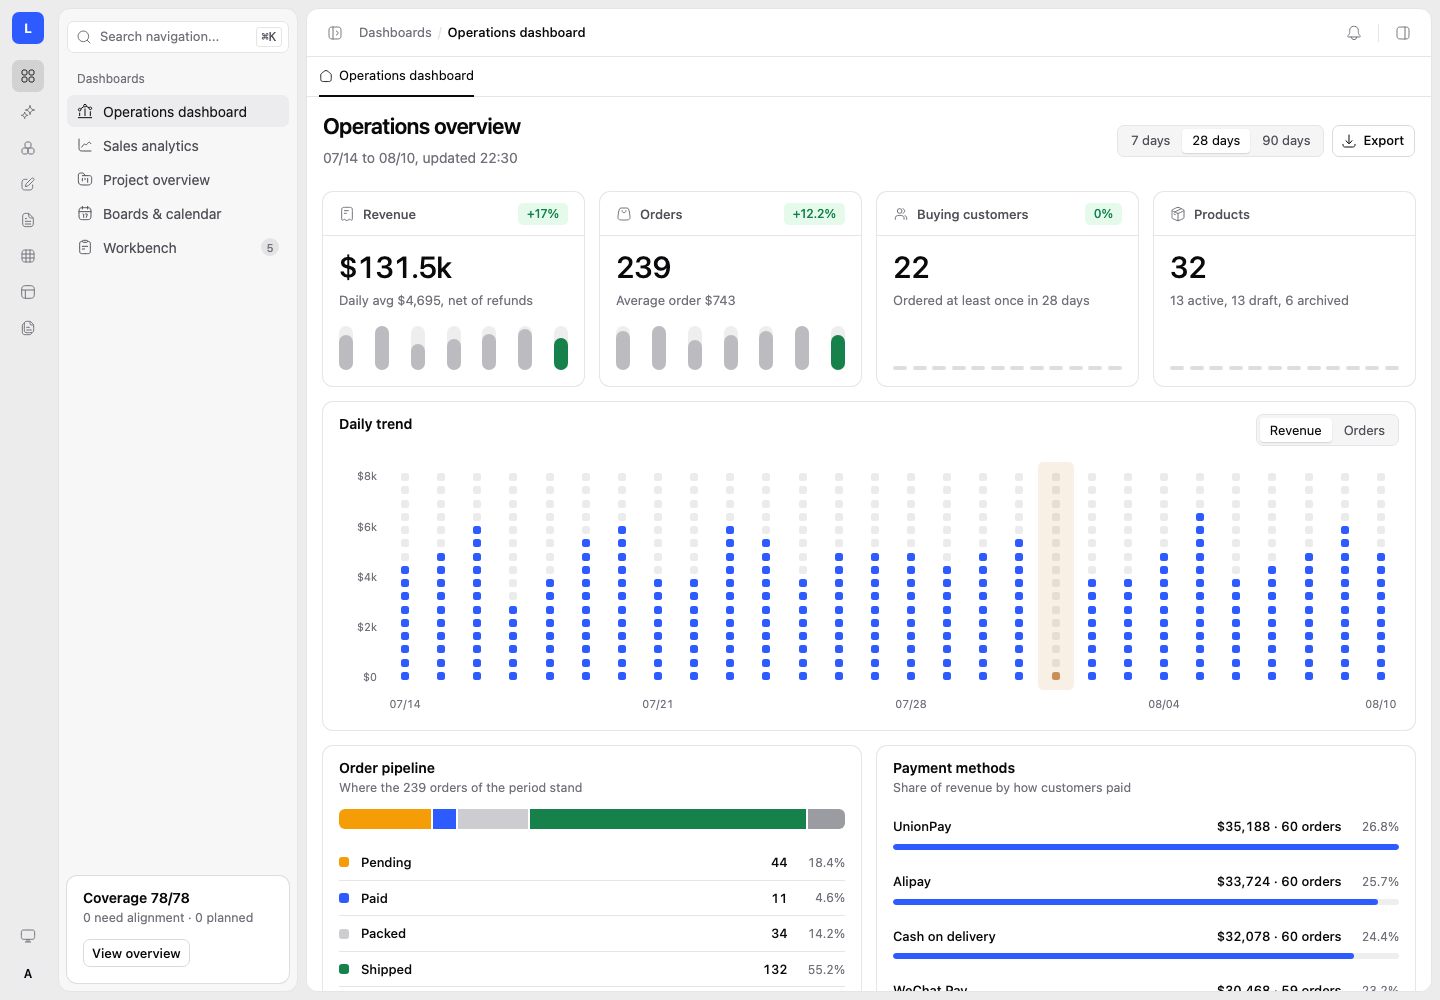 L
Search navigation...
⌘K
Dashboards
Operations dashboard
Sales analytics
Project overview
Boards & calendar
Workbench
5
Coverage 78/78
0 need alignment · 0 planned
View overview
A
Dashboards / Operations dashboard
Operations dashboard
Operations overview
07/14 to 08/10, updated 22:30
7 days
28 days
90 days
Export
Revenue
+17%
$131.5k
Daily avg $4,695, net of refunds
Orders
+12.2%
239
Average order $743
Buying customers
0%
22
Ordered at least once in 28 days
Products
32
13 active, 13 draft, 6 archived
Daily trend
Revenue
Orders
$8k
$6k
$4k
$2k
$0
07/14
07/21
07/28
08/04
08/10
Order pipeline
Where the 239 orders of the period stand
Pending 44 18.4%
Paid 11 4.6%
Packed 34 14.2%
Shipped 132 55.2%
Payment methods
Share of revenue by how customers paid
UnionPay $35,188 · 60 orders 26.8%
Alipay $33,724 · 60 orders 25.7%
Cash on delivery $32,078 · 60 orders 24.4%
WeChat Pay $30,468 · 59 orders 23.2%